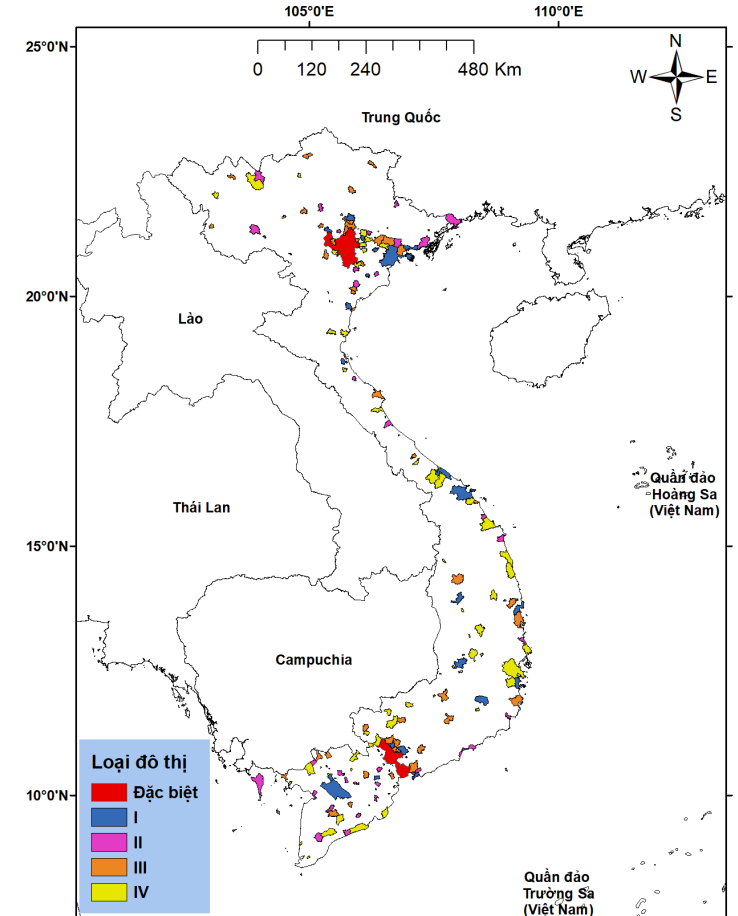 105°0'E 110°0'E
25°0'N
0 120 240 480 Km
N
W E
S
Trung Quốc
20°0'N
Lào
Quần đảo
Hoàng Sa
(Việt Nam)
Thái Lan
15°0'N
Campuchia
Loại đô thị
Đặc biệt
I
II
III
IV
10°0'N
Quần đảo
Trường Sa
(Việt Nam)